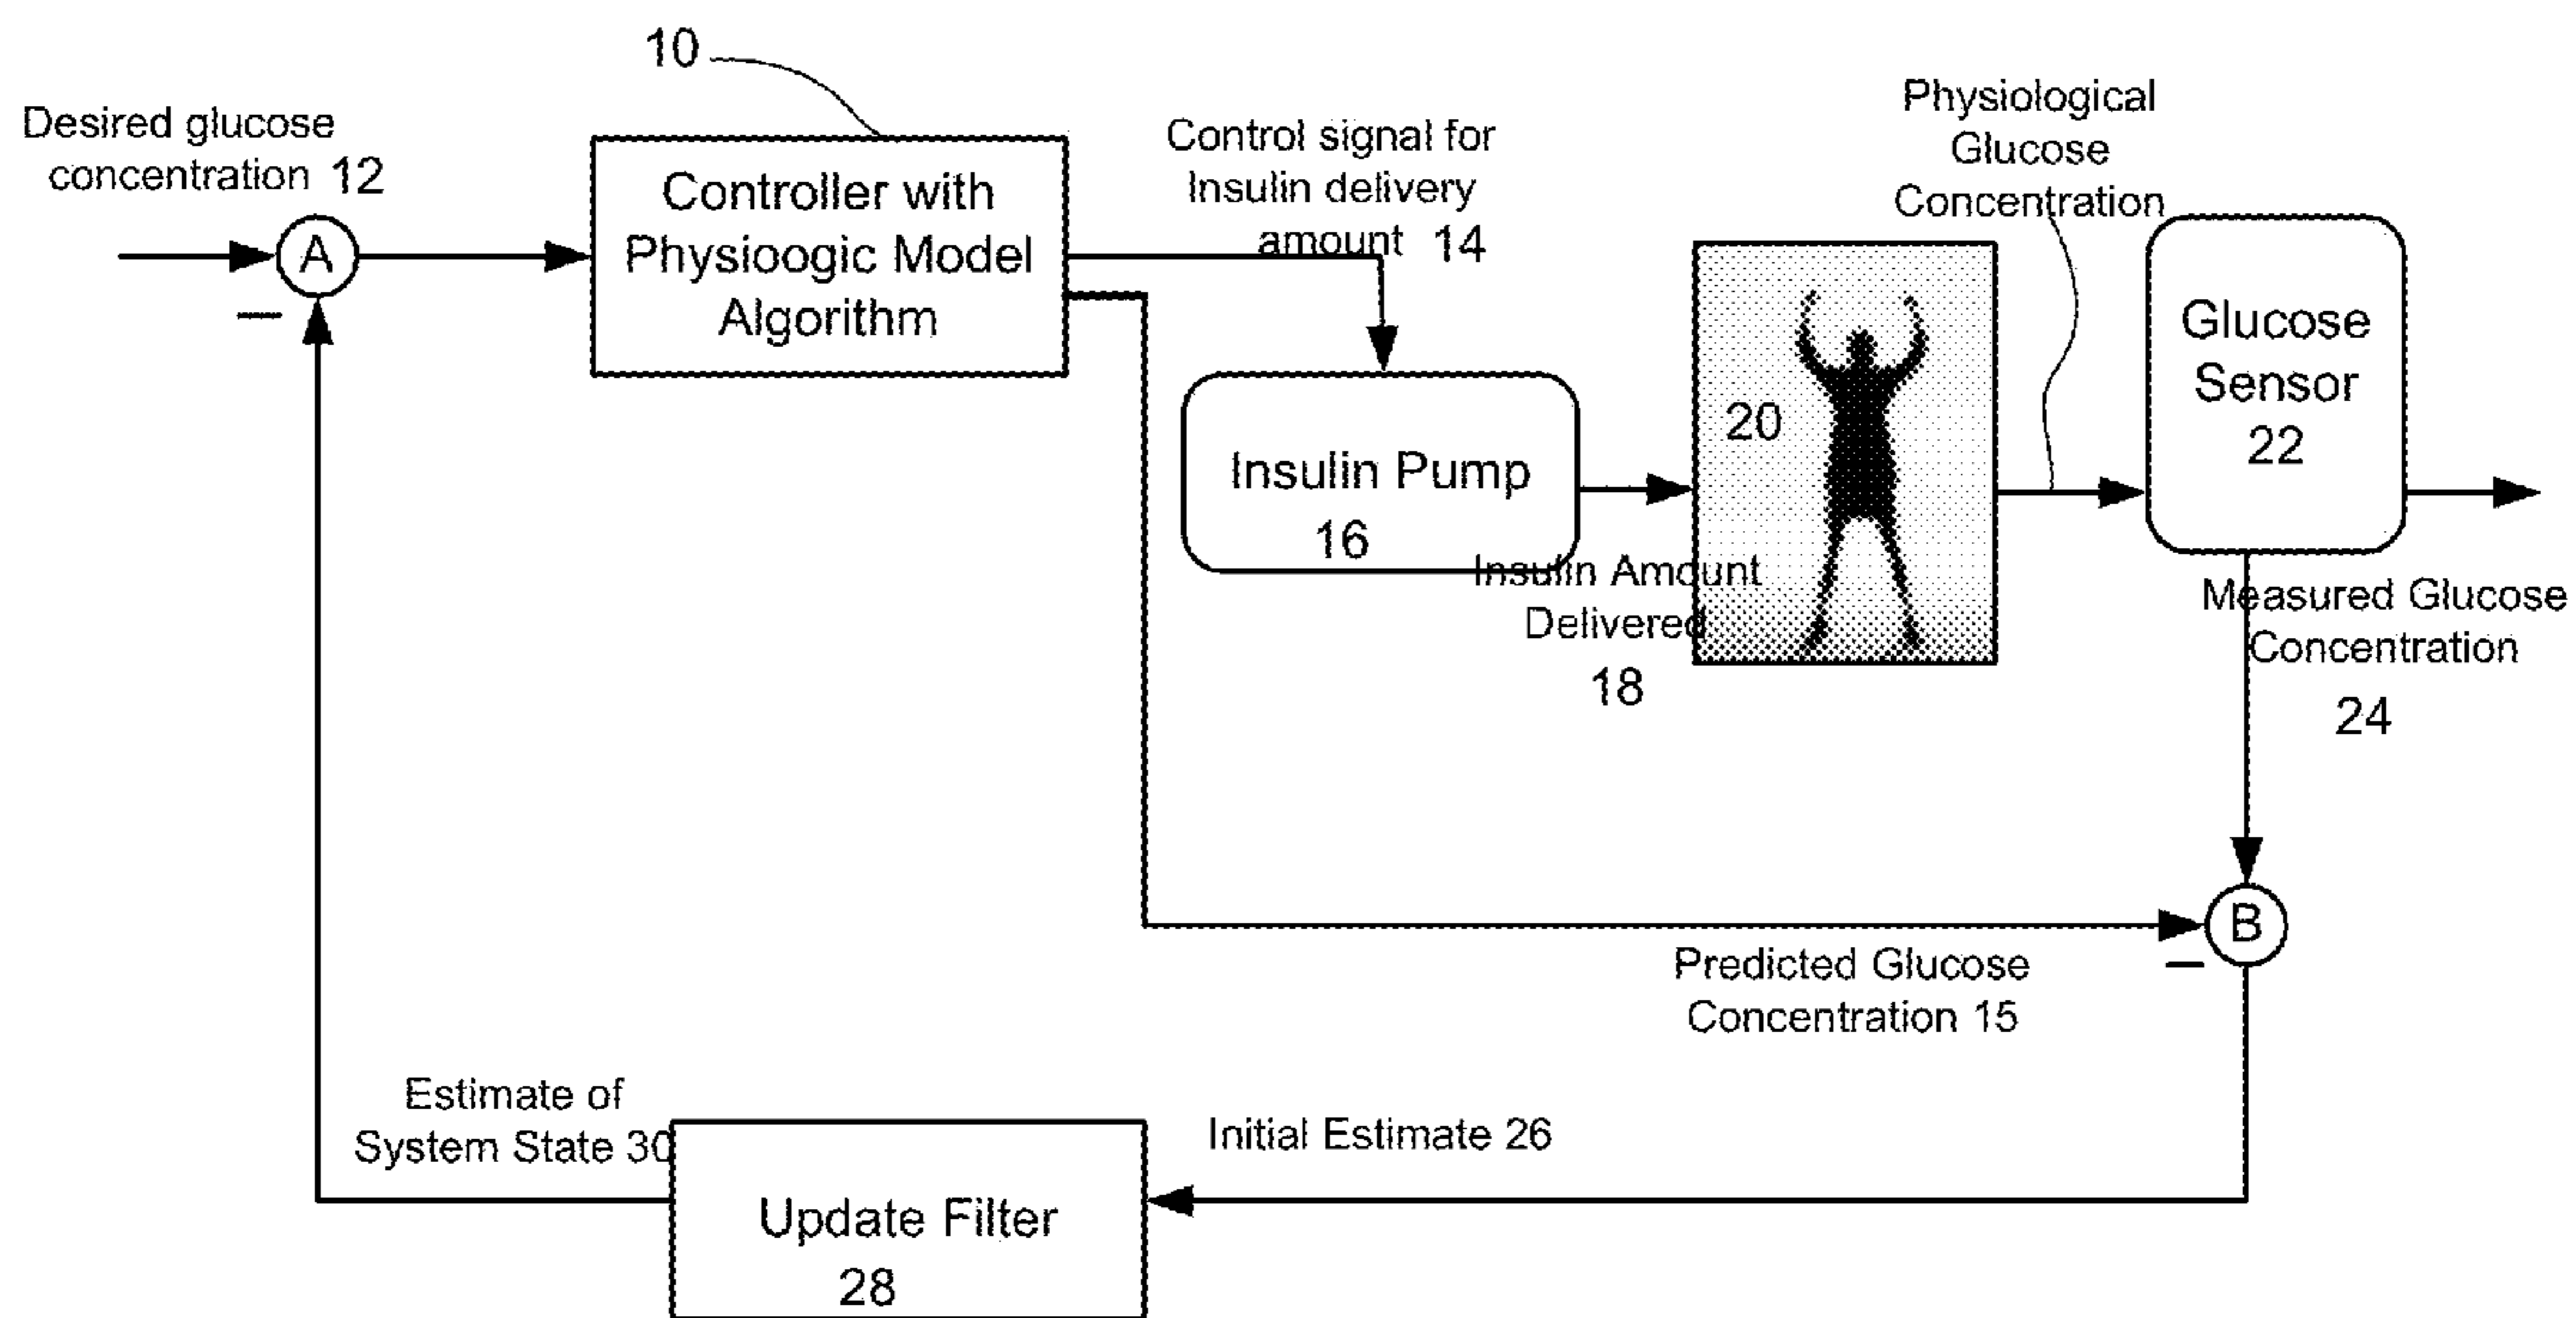 10
Desired glucose
concentration 12
A
–
Controller with
Physioogic Model
Algorithm
Control signal for
Insulin delivery
amount 14
Physiological
Glucose
Concentration
Insulin Pump
16
Insulin Amount
Delivered
18
20
Glucose
Sensor
22
Measured Glucose
Concentration
24
B
–
Predicted Glucose
Concentration 15
Estimate of
System State 30
Initial Estimate 26
Update Filter
28